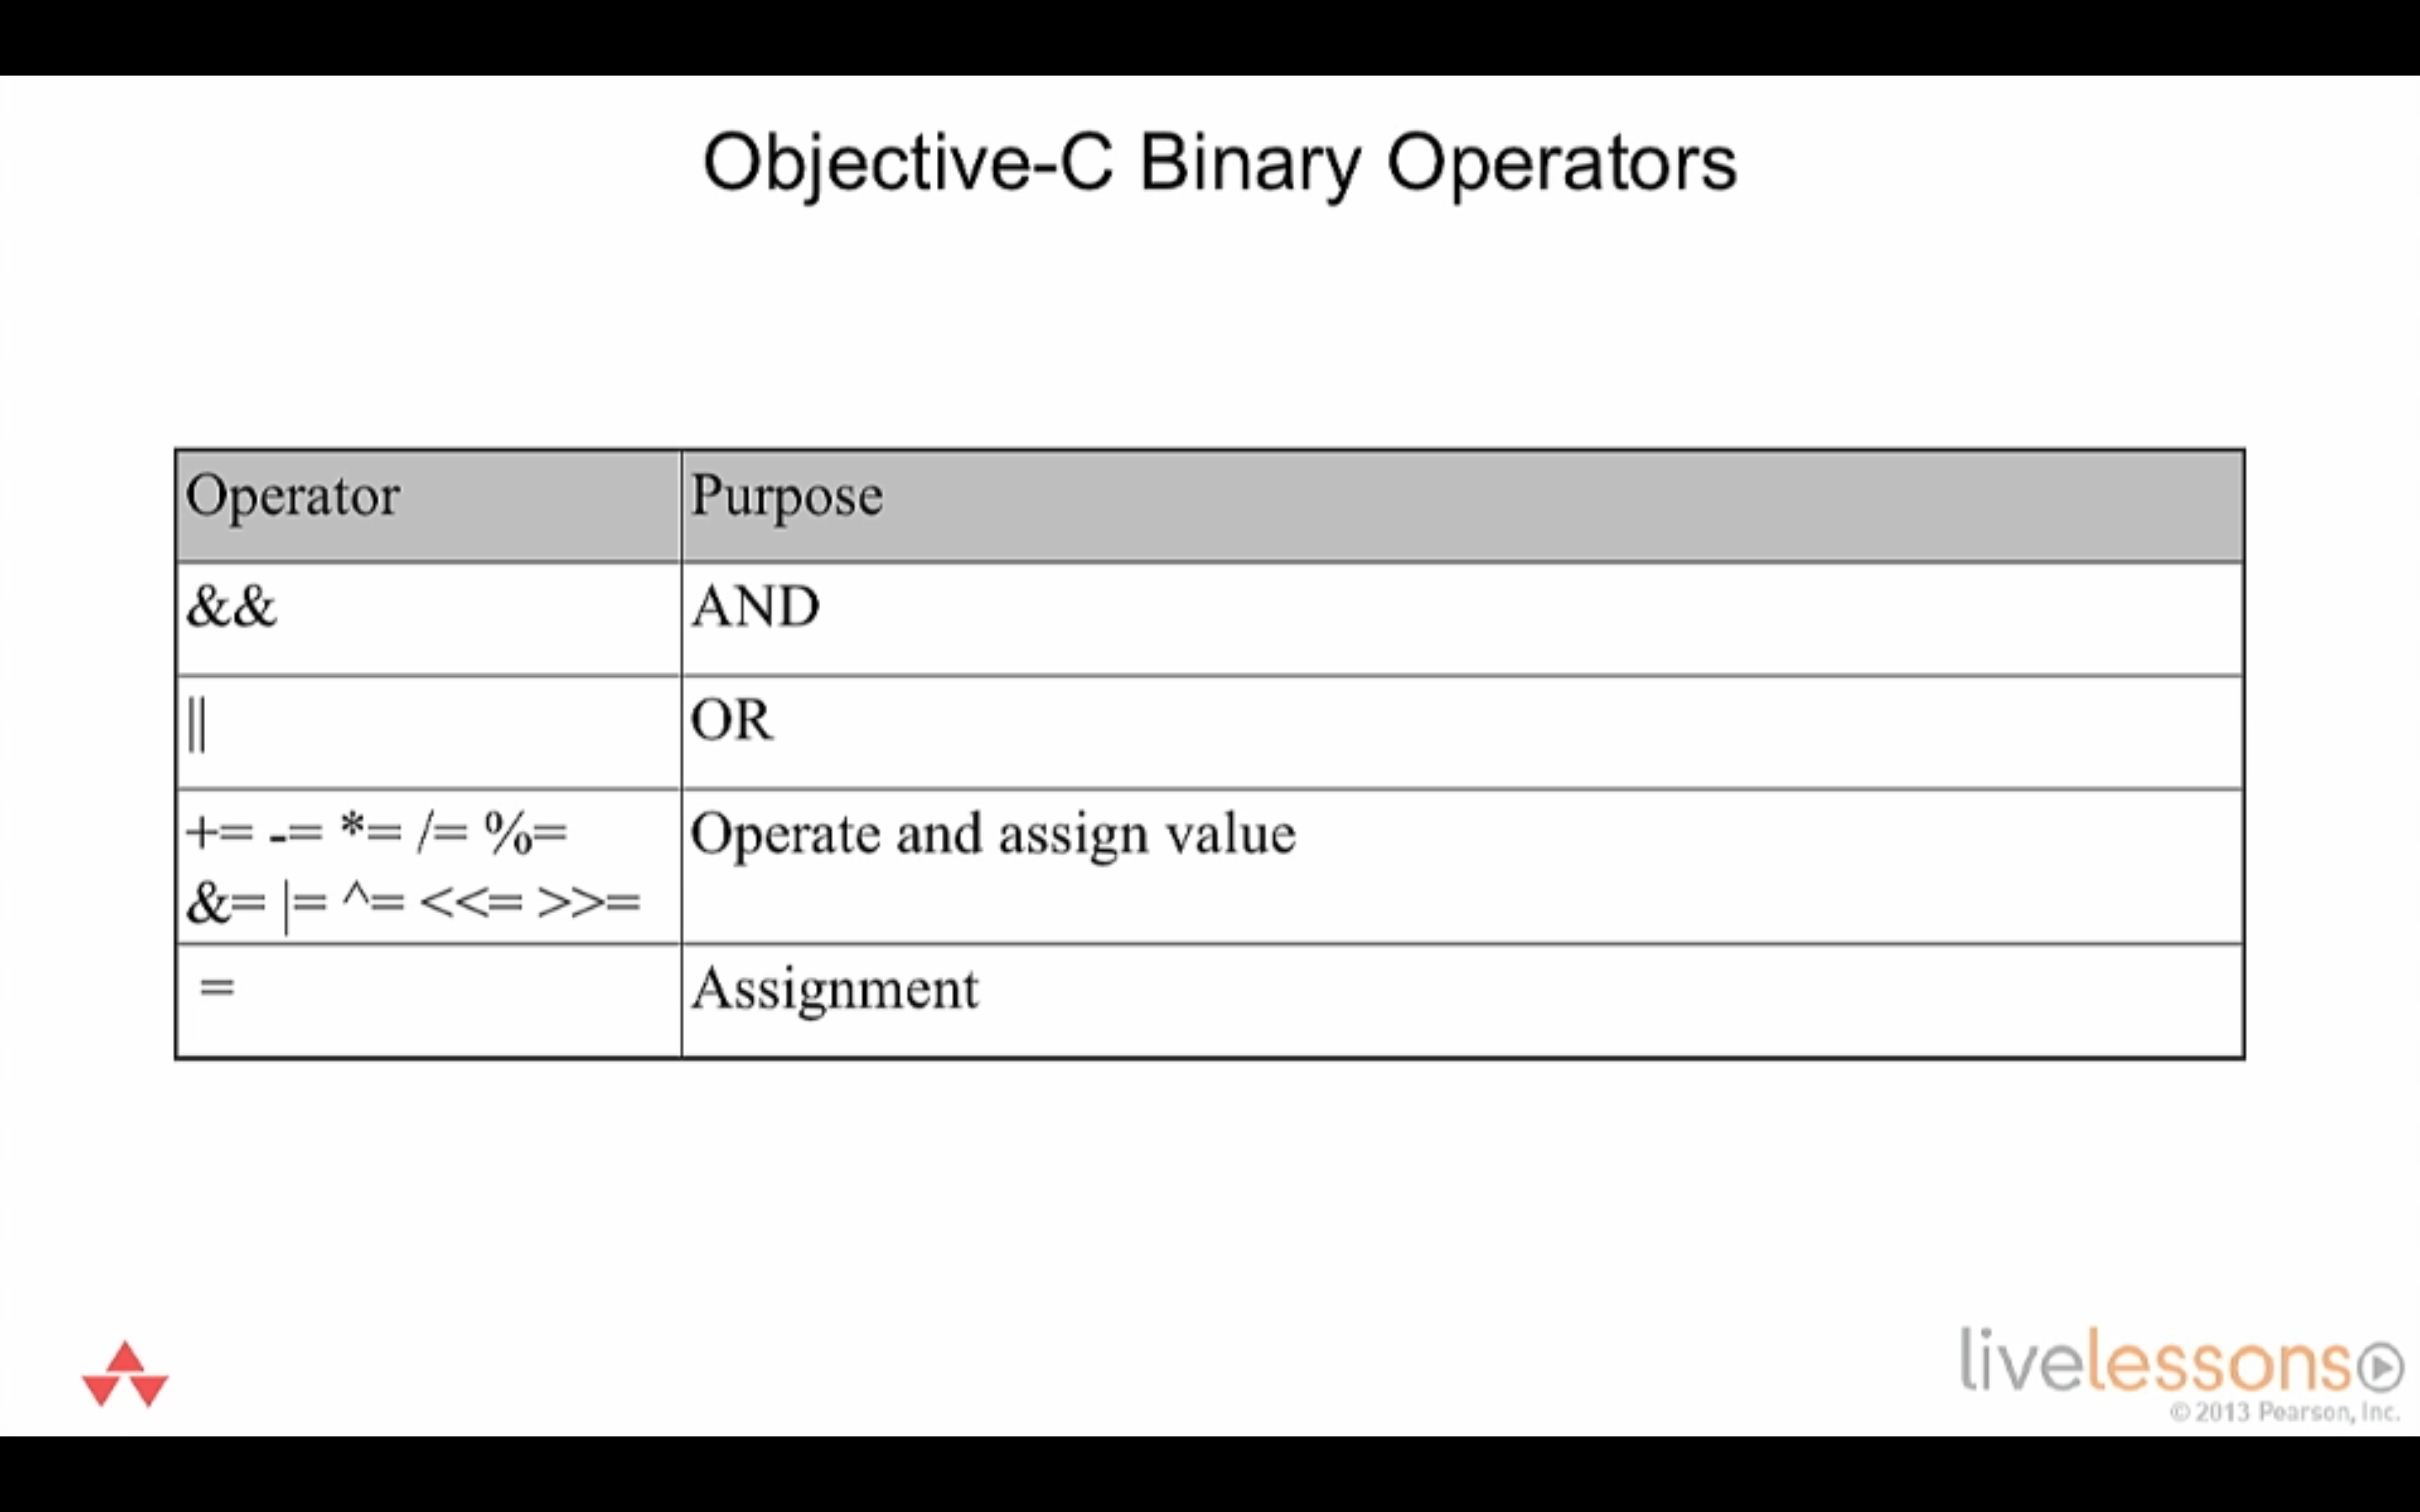 Objective-C Binary Operators
Operator Purpose
&& AND
|| OR
+= -= *= /= %= Operate and assign value
&= |= ^= <<= >>=
= Assignment
livelessons
© 2013 Pearson, Inc.